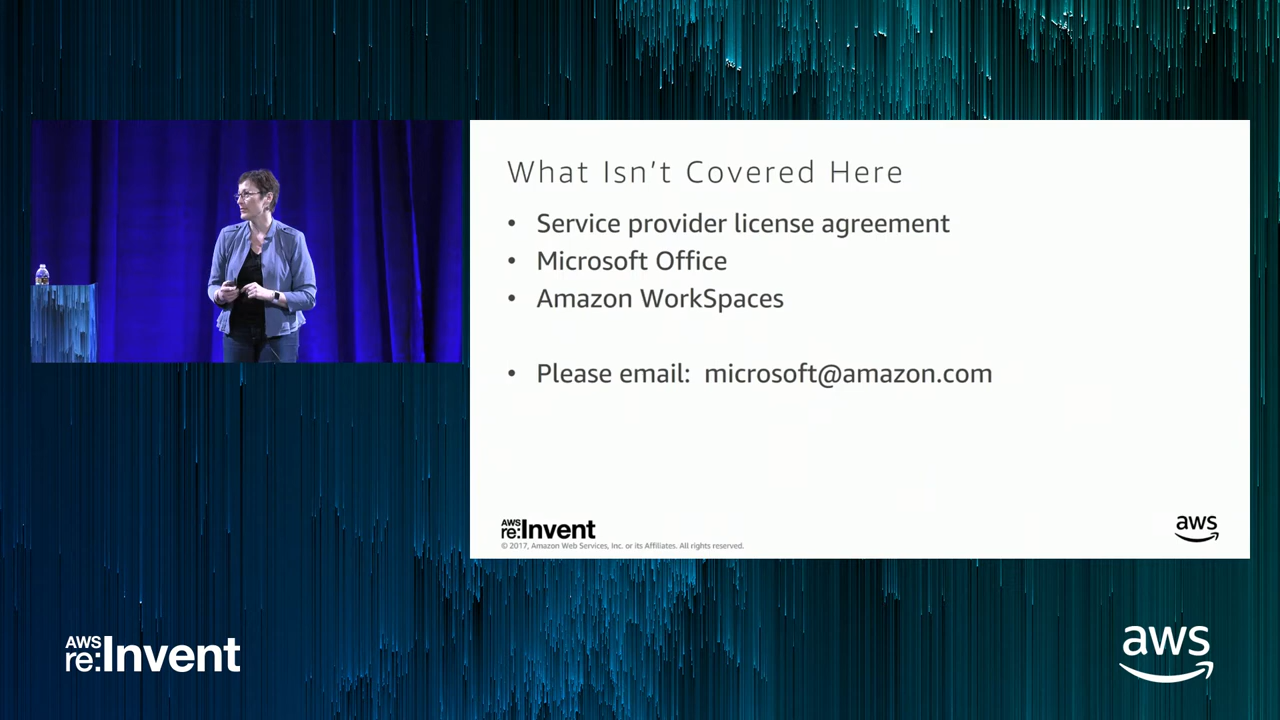 What Isn't Covered Here
• Service provider license agreement
• Microsoft Office
• Amazon WorkSpaces
• Please email: microsoft@amazon.com
AWS
re:Invent
© 2017, Amazon Web Services, Inc. or its Affiliates. All rights reserved.
aws
AWS
re:Invent
aws